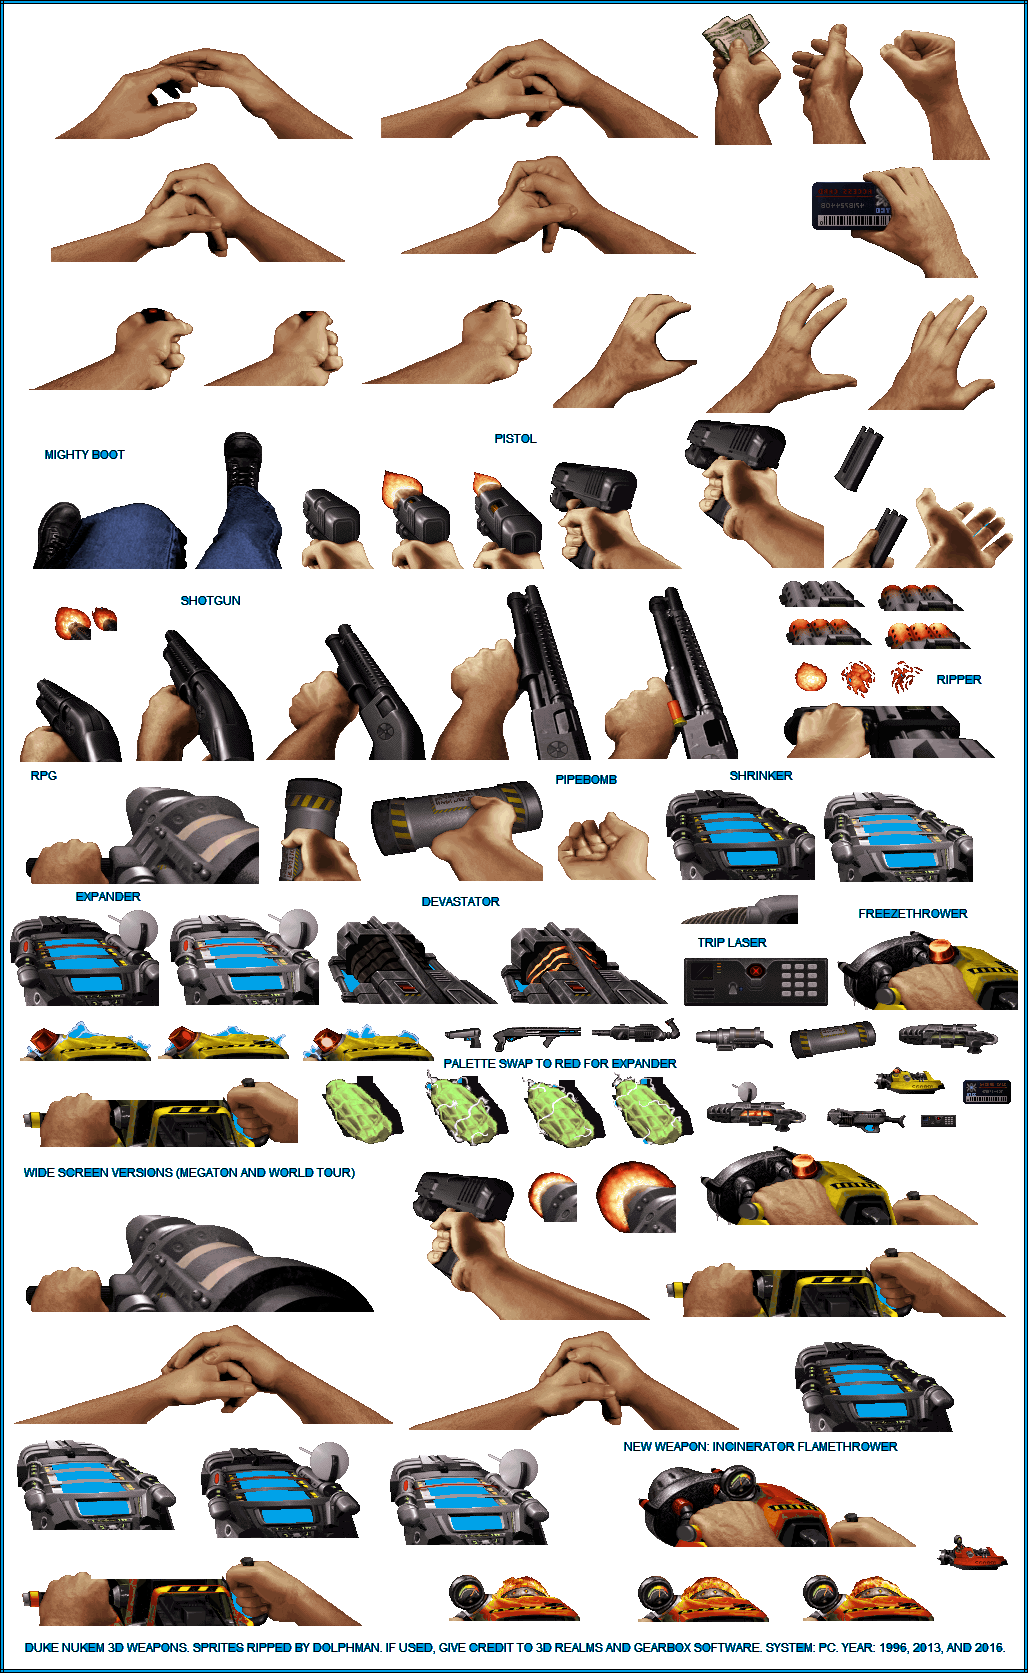 MIGHTY BOOT
PISTOL
SHOTGUN
RIPPER
RPG
PIPEBOMB
SHRINKER
EXPANDER
DEVASTATOR
FREEZETHROWER
TRIP LASER
PALETTE SWAP TO RED FOR EXPANDER
WIDE SCREEN VERSIONS (MEGATON AND WORLD TOUR)
NEW WEAPON: INCINERATOR FLAMETHROWER
DUKE NUKEM 3D WEAPONS. SPRITES RIPPED BY DOLPHMAN. IF USED, GIVE CREDIT TO 3D REALMS AND GEARBOX SOFTWARE. SYSTEM: PC. YEAR: 1996, 2013, AND 2016.